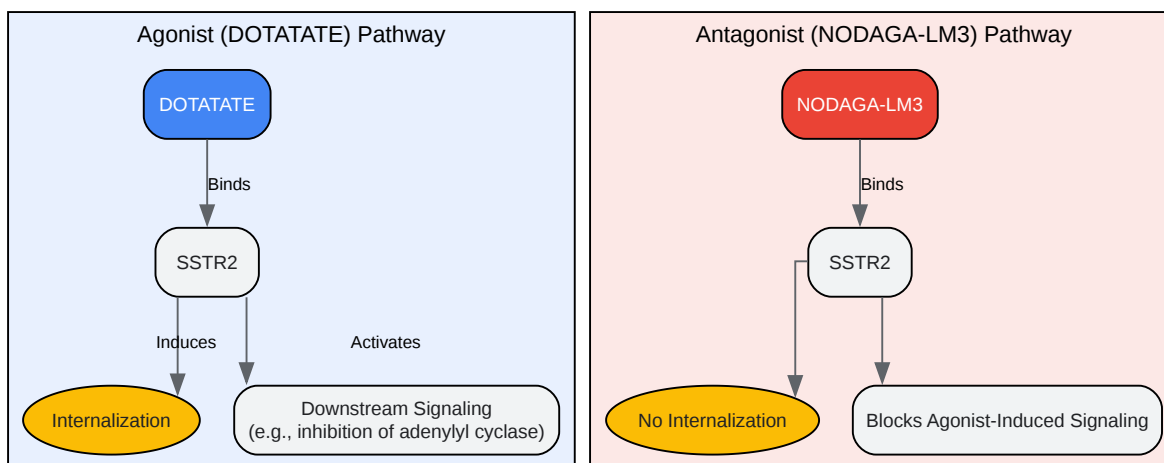 Agonist (DOTATATE) Pathway
DOTATATE
Binds
SSTR2
Induces
Activates
Internalization
Downstream Signaling
(e.g., inhibition of adenylyl cyclase)
Antagonist (NODAGA-LM3) Pathway
NODAGA-LM3
Binds
SSTR2
No Internalization
Blocks Agonist-Induced Signaling